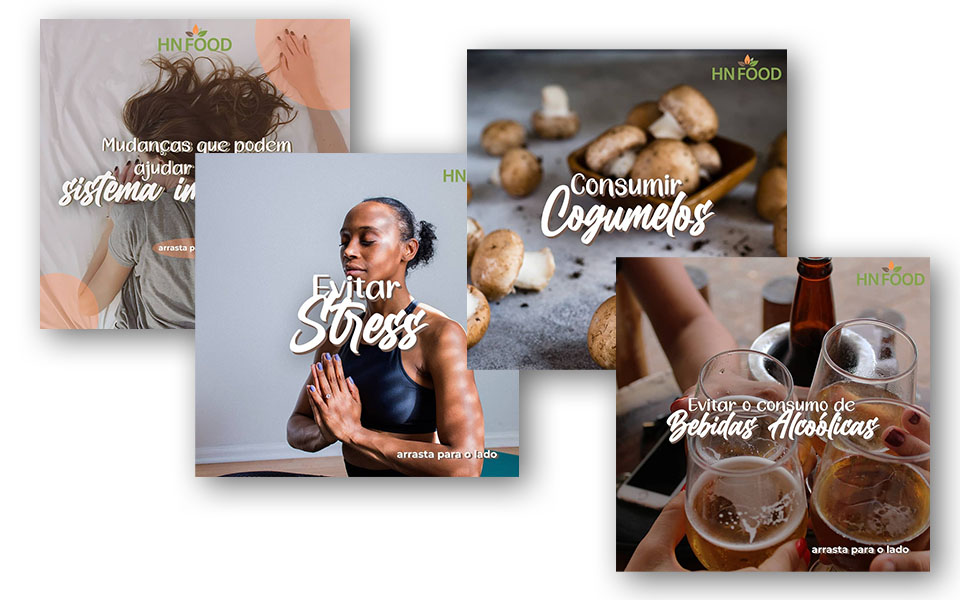 HN FOOD
Mudanças que podem
ajudar
sistema im
arrasta p
HN
Evitar
Stress
arrasta para o lado
HN FOOD
Consumir
Cogumelos
HN FOOD
Evitar o consumo de
Bebidas Alcoólicas
arrasta para o lado